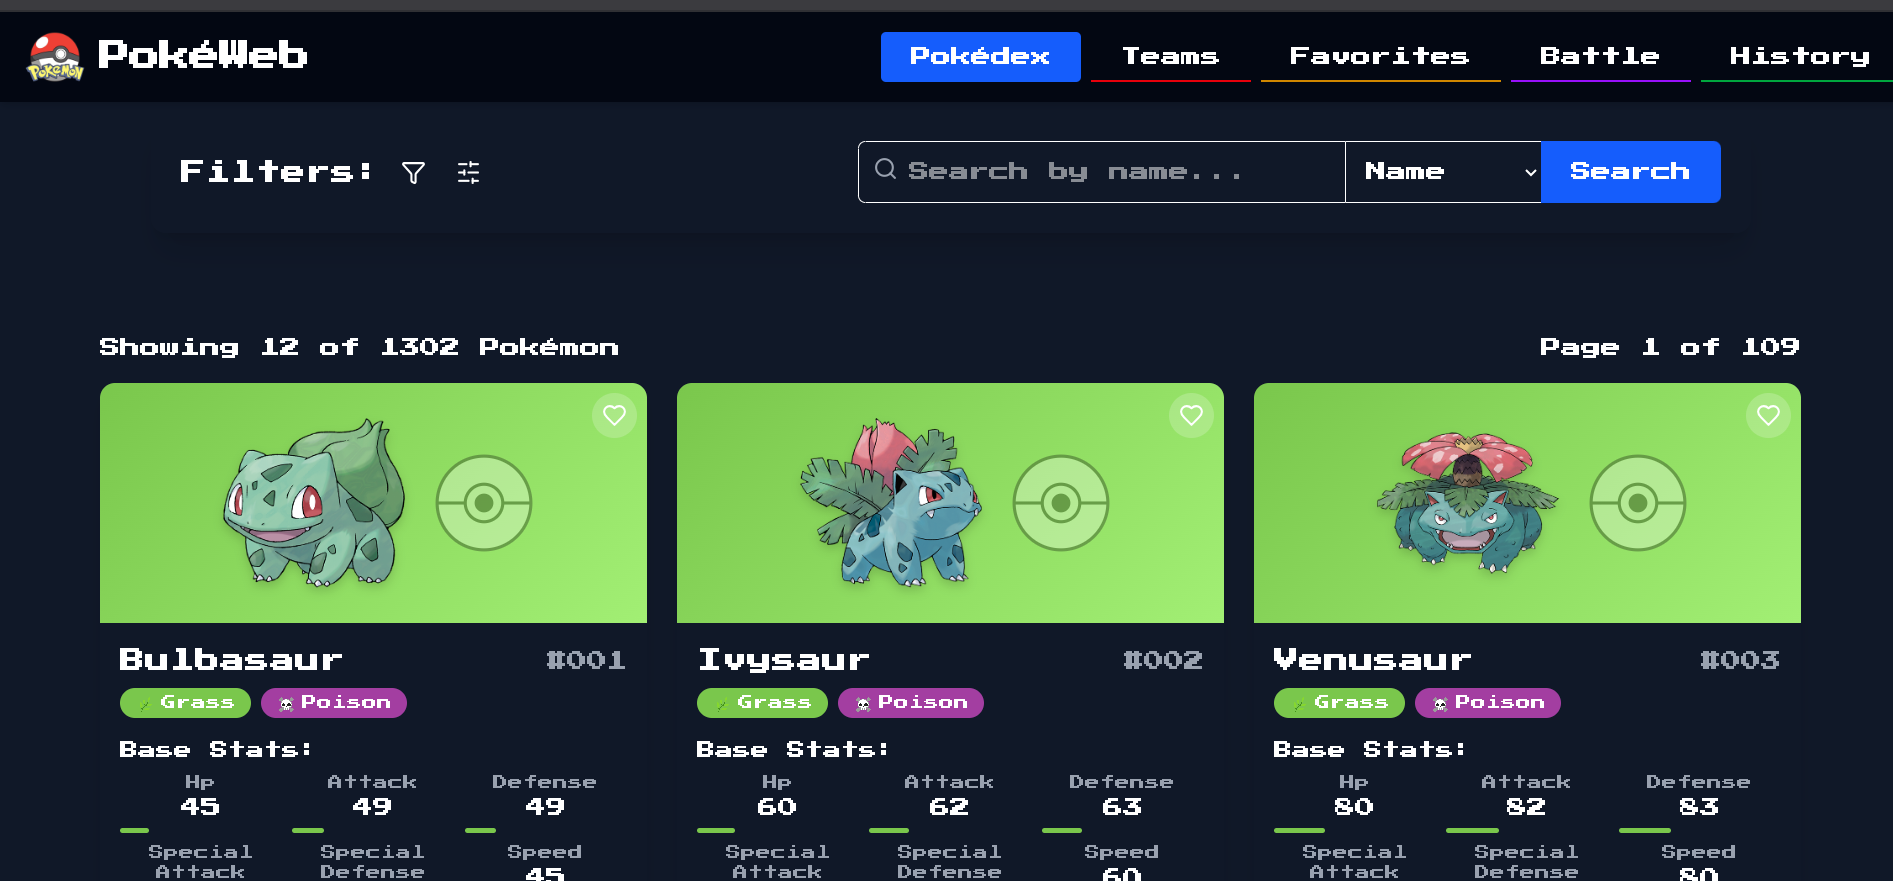 PokéMoN
PokéWeb
Pokédex
Teams
Favorites
Battle
History
Filters:
Search by name...
Name
Search
Showing 12 of 1302 Pokémon
Page 1 of 109
Bulbasaur #001
Grass Poison
Base Stats:
Hp Attack Defense
45 49 49
Special Attack Special Defense Speed
45
Ivysaur #002
Grass Poison
Base Stats:
Hp Attack Defense
60 62 63
Special Attack Special Defense Speed
60
Venusaur #003
Grass Poison
Base Stats:
Hp Attack Defense
80 82 83
Special Attack Special Defense Speed
80